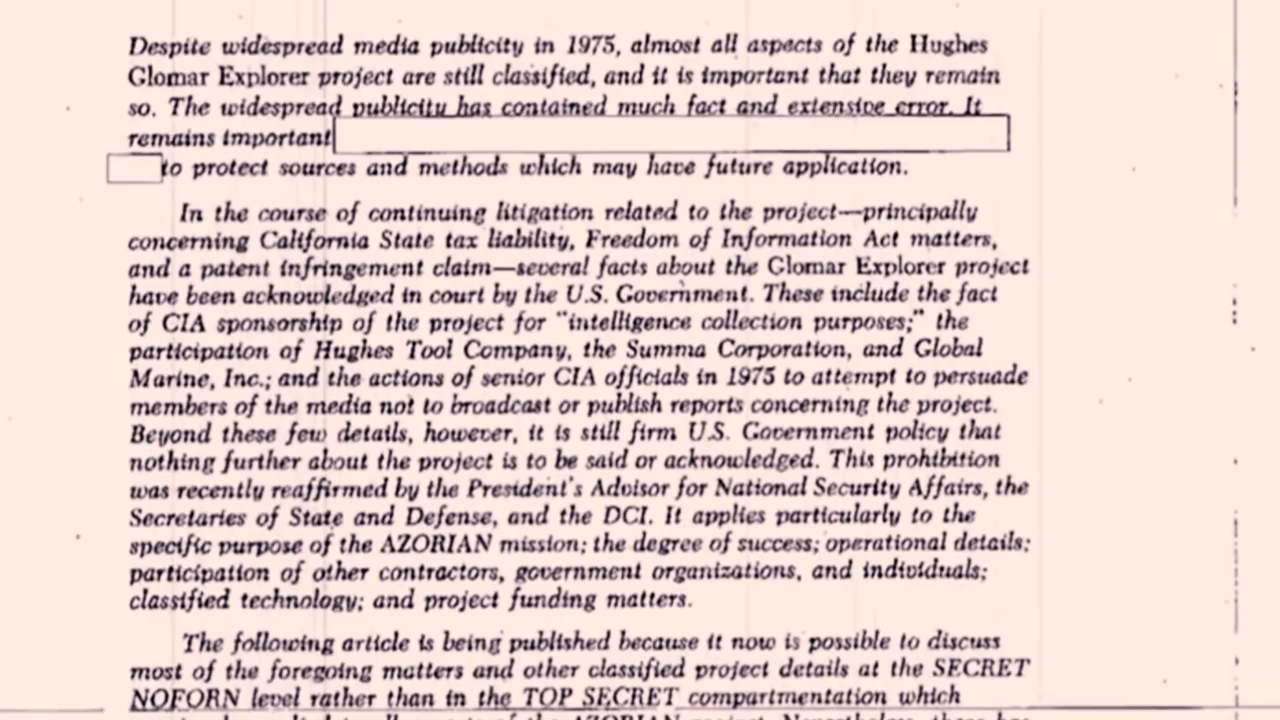 Despite widespread media publicity in 1975, almost all aspects of the Hughes
Glomar Explorer project are still classified, and it is important that they remain
so. The widespread publicity has contained much fact and extensive error. It
remains important
to protect sources and methods which may have future application.
In the course of continuing litigation related to the project—principally
concerning California State tax liability, Freedom of Information Act matters,
and a patent infringement claim—several facts about the Glomar Explorer project
have been acknowledged in court by the U.S. Government. These include the fact
of CIA sponsorship of the project for "intelligence collection purposes;" the
participation of Hughes Tool Company, the Summa Corporation, and Global
Marine, Inc.; and the actions of senior CIA officials in 1975 to attempt to persuade
members of the media not to broadcast or publish reports concerning the project.
Beyond these few details, however, it is still firm U.S. Government policy that
nothing further about the project is to be said or acknowledged. This prohibition
was recently reaffirmed by the President's Advisor for National Security Affairs, the
Secretaries of State and Defense, and the DCI. It applies particularly to the
specific purpose of the AZORIAN mission; the degree of success; operational details;
participation of other contractors, government organizations, and individuals;
classified technology; and project funding matters.
The following article is being published because it now is possible to discuss
most of the foregoing matters and other classified project details at the SECRET
NOFORN level rather than in the TOP SECRET compartmentation which